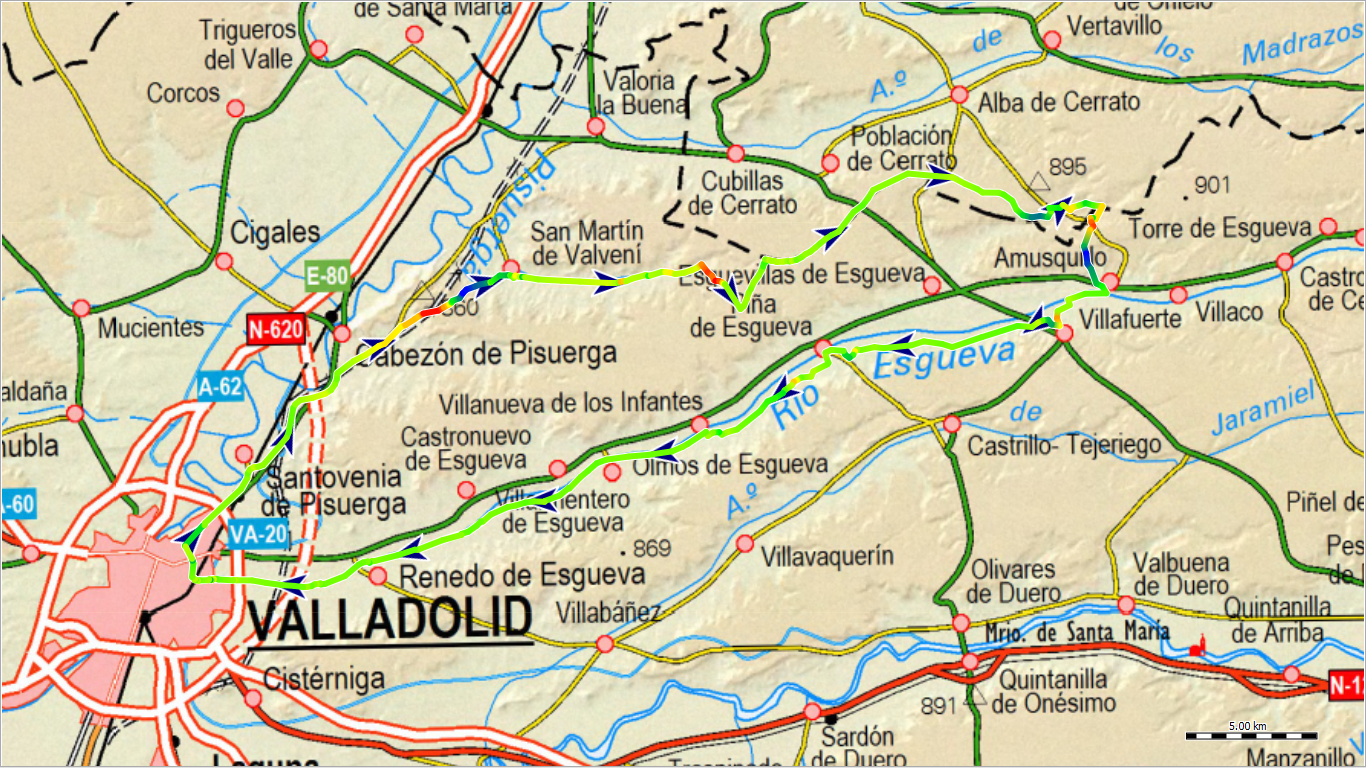 de Santa Marta
de Cnielo
Trigueros
del Valle
Vertavillo
de
los
Madrazos
Corcos
Valoria
la Buena
A.º
Alba de Cerrato
Población
de Cerrato
895
901
Cubillas
de Cerrato
Pisuerga
Cigales
San Martín
de Valvení
Torre de Esgueva
E-80
Amusquillo
Esguevillas de Esgueva
Castro
de Ce
860
Piña
de Esgueva
Mucientes
N-620
Villafuerte
Villaco
Cabezón de Pisuerga
Esgueva
A-62
aldaña
Río
Villanueva de los Infantes
de
Jaramiel
nubla
Castronuevo
de Esgueva
Castrillo-Tejeriego
Olmos de Esgueva
Santovenia
de Pisuerga
Villarmentero
de Esgueva
A.º
Piñel de
-60
VA-20
869
Villavaquerín
Pes
de l
Renedo de Esgueva
Olivares
de Duero
Valbuena
de Duero
VALLADOLID
Villabáñez
Quintanilla
de Arriba
Mrio. de Santa María
Cistérniga
Quintanilla
de Onésimo
N-1
891
5.00 km
Sardón
de Duero
Laguna
Manzanillo